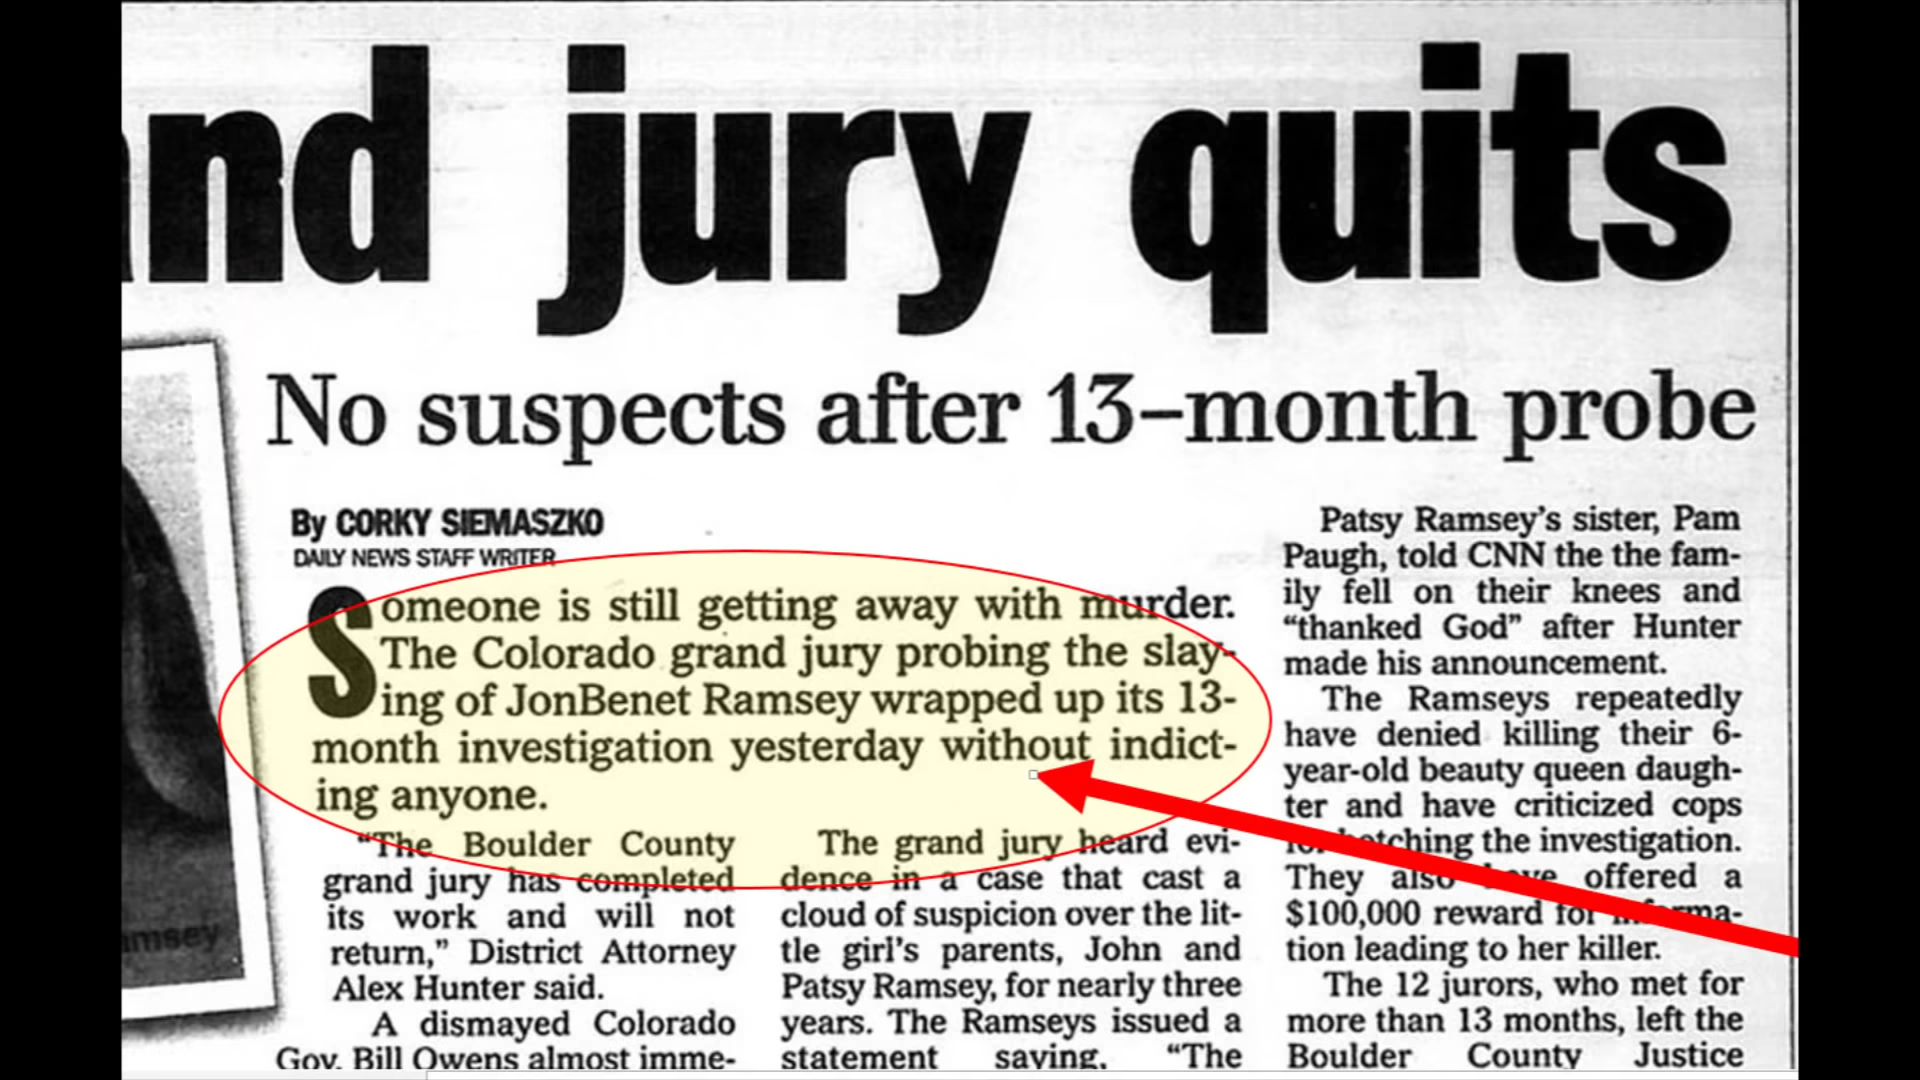 and jury quits
No suspects after 13-month probe
By CORKY SIEMASZKO
DAILY NEWS STAFF WRITER
Someone is still getting away with murder.
The Colorado grand jury probing the slay-
ing of JonBenet Ramsey wrapped up its 13-
month investigation yesterday without indict-
ing anyone.
"The Boulder County
grand jury has completed
its work and will not
return," District Attorney
Alex Hunter said.
A dismayed Colorado
Gov. Bill Owens almost imme-
The grand jury heard evi-
dence in a case that cast a
cloud of suspicion over the lit-
tle girl's parents, John and
Patsy Ramsey, for nearly three
years. The Ramseys issued a
statement saying, "The
Patsy Ramsey's sister, Pam
Paugh, told CNN the the fam-
ily fell on their knees and
"thanked God" after Hunter
made his announcement.
The Ramseys repeatedly
have denied killing their 6-
year-old beauty queen daugh-
ter and have criticized cops
for botching the investigation.
They also have offered a
$100,000 reward for informa-
tion leading to her killer.
The 12 jurors, who met for
more than 13 months, left the
Boulder County Justice
amsey